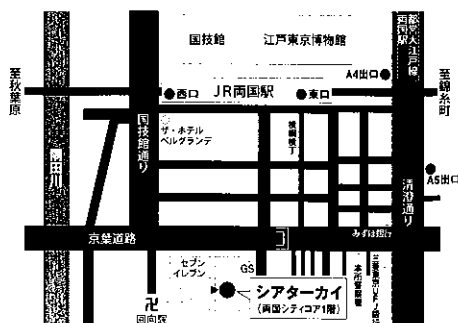 国技館
江戸東京博物館
都営大江戸線
両国駅
A4出口
至秋葉原
西口
JR両国駅
東口
至錦糸町
国技館通り
ザ・ホテル
ベルグランデ
横綱横丁
隅田川
A5出口
清澄通り
京葉道路
みずほ銀行
セブン
イレブン
GS
シアターカイ
(両国シティコア1階)
本所警察署
回向院